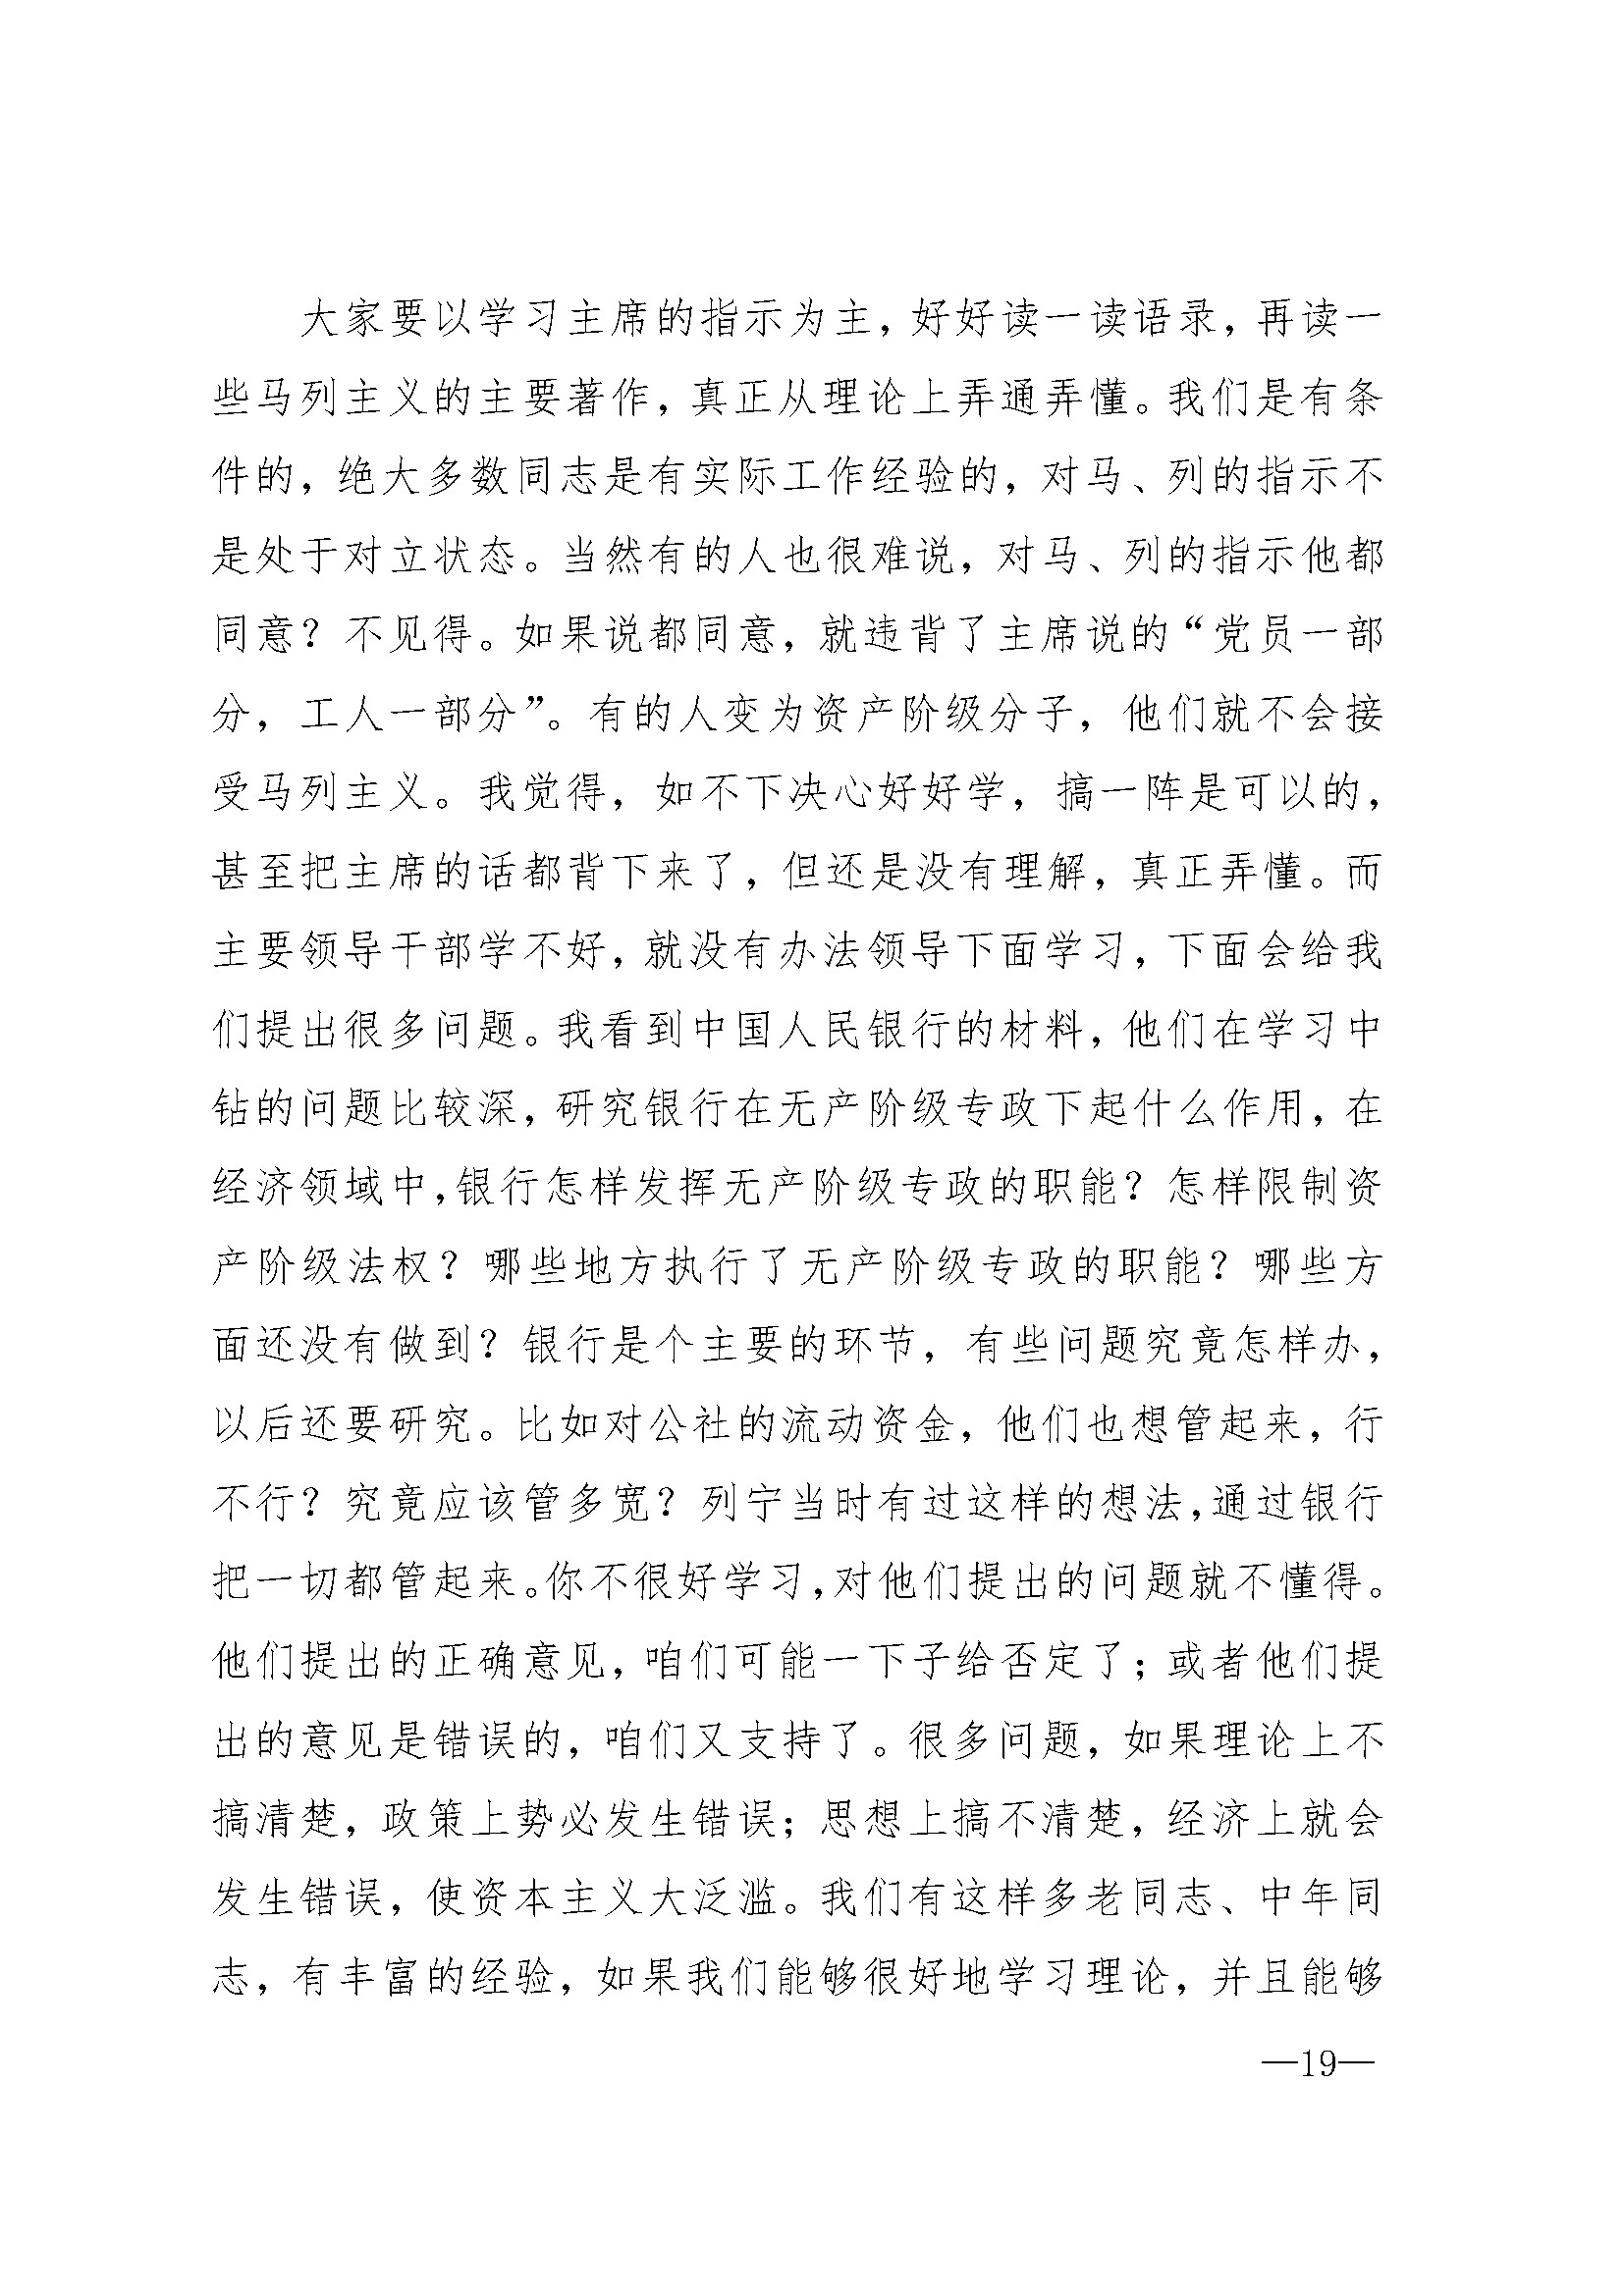 大家要以学习主席的指示为主，好好读一读语录，再读一
些马列主义的主要著作，真正从理论上弄通弄懂。我们是有条
件的，绝大多数同志是有实际工作经验的，对马、列的指示不
是处于对立状态。当然有的人也很难说，对马、列的指示他都
同意？不见得。如果说都同意，就违背了主席说的“党员一部
分，工人一部分”。有的人变为资产阶级分子，他们就不会接
受马列主义。我觉得，如不下决心好好学，搞一阵是可以的，
甚至把主席的话都背下来了，但还是没有理解，真正弄懂。而
主要领导干部学不好，就没有办法领导下面学习，下面会给我
们提出很多问题。我看到中国人民银行的材料，他们在学习中
钻的问题比较深，研究银行在无产阶级专政下起什么作用，在
经济领域中，银行怎样发挥无产阶级专政的职能？怎样限制资
产阶级法权？哪些地方执行了无产阶级专政的职能？哪些方
面还没有做到？银行是个主要的环节，有些问题究竟怎样办，
以后还要研究。比如对公社的流动资金，他们也想管起来，行
不行？究竟应该管多宽？列宁当时有过这样的想法，通过银行
把一切都管起来。你不很好学习，对他们提出的问题就不懂得。
他们提出的正确意见，咱们可能一下子给否定了；或者他们提
出的意见是错误的，咱们又支持了。很多问题，如果理论上不
搞清楚，政策上势必发生错误；思想上搞不清楚，经济上就会
发生错误，使资本主义大泛滥。我们有这样多老同志、中年同
志，有丰富的经验，如果我们能够很好地学习理论，并且能够
—19—